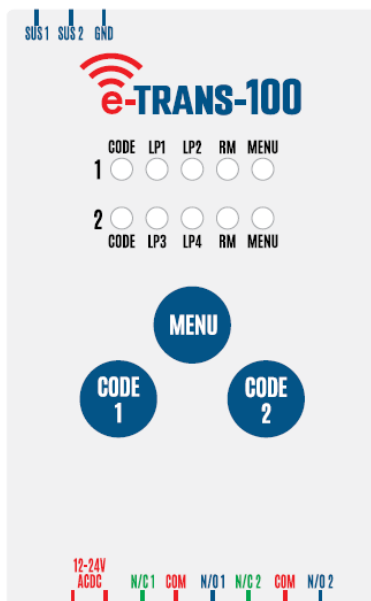 SUS 1 SUS 2 GND
e-TRANS-100
CODE LP1 LP2 RM MENU
1
2
CODE LP3 LP4 RM MENU
MENU
CODE
1
CODE
2
12-24V
ACDC N/C 1 COM N/O 1 N/C 2 COM N/O 2